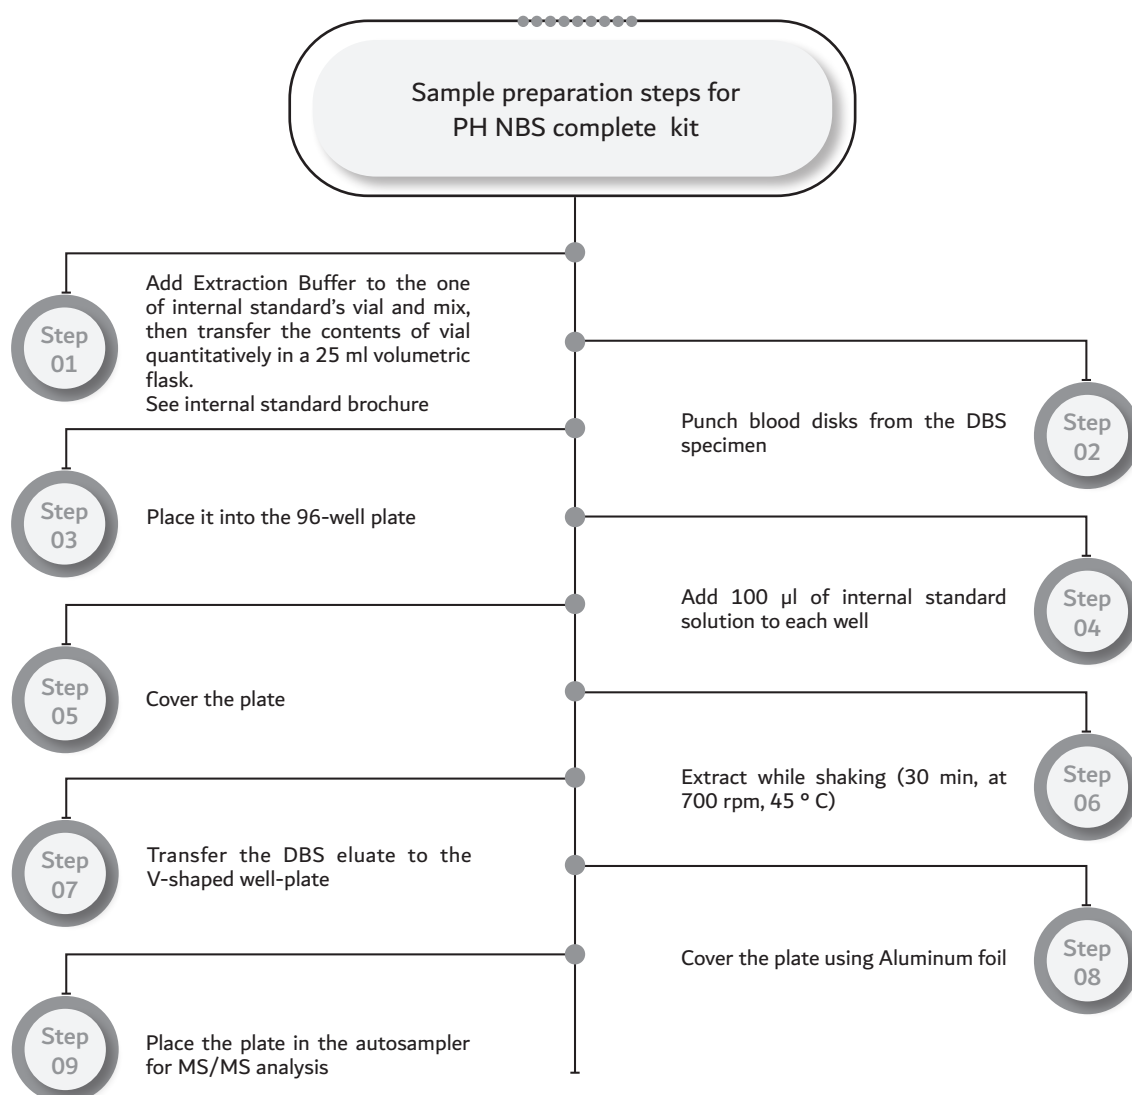 Sample preparation steps for
PH NBS complete kit
Step
01
Add Extraction Buffer to the one
of internal standard's vial and mix,
then transfer the contents of vial
quantitatively in a 25 ml volumetric
flask.
See internal standard brochure
Step
02
Punch blood disks from the DBS
specimen
Step
03
Place it into the 96-well plate
Step
04
Add 100 µl of internal standard
solution to each well
Step
05
Cover the plate
Step
06
Extract while shaking (30 min, at
700 rpm, 45 º C)
Step
07
Transfer the DBS eluate to the
V-shaped well-plate
Step
08
Cover the plate using Aluminum foil
Step
09
Place the plate in the autosampler
for MS/MS analysis